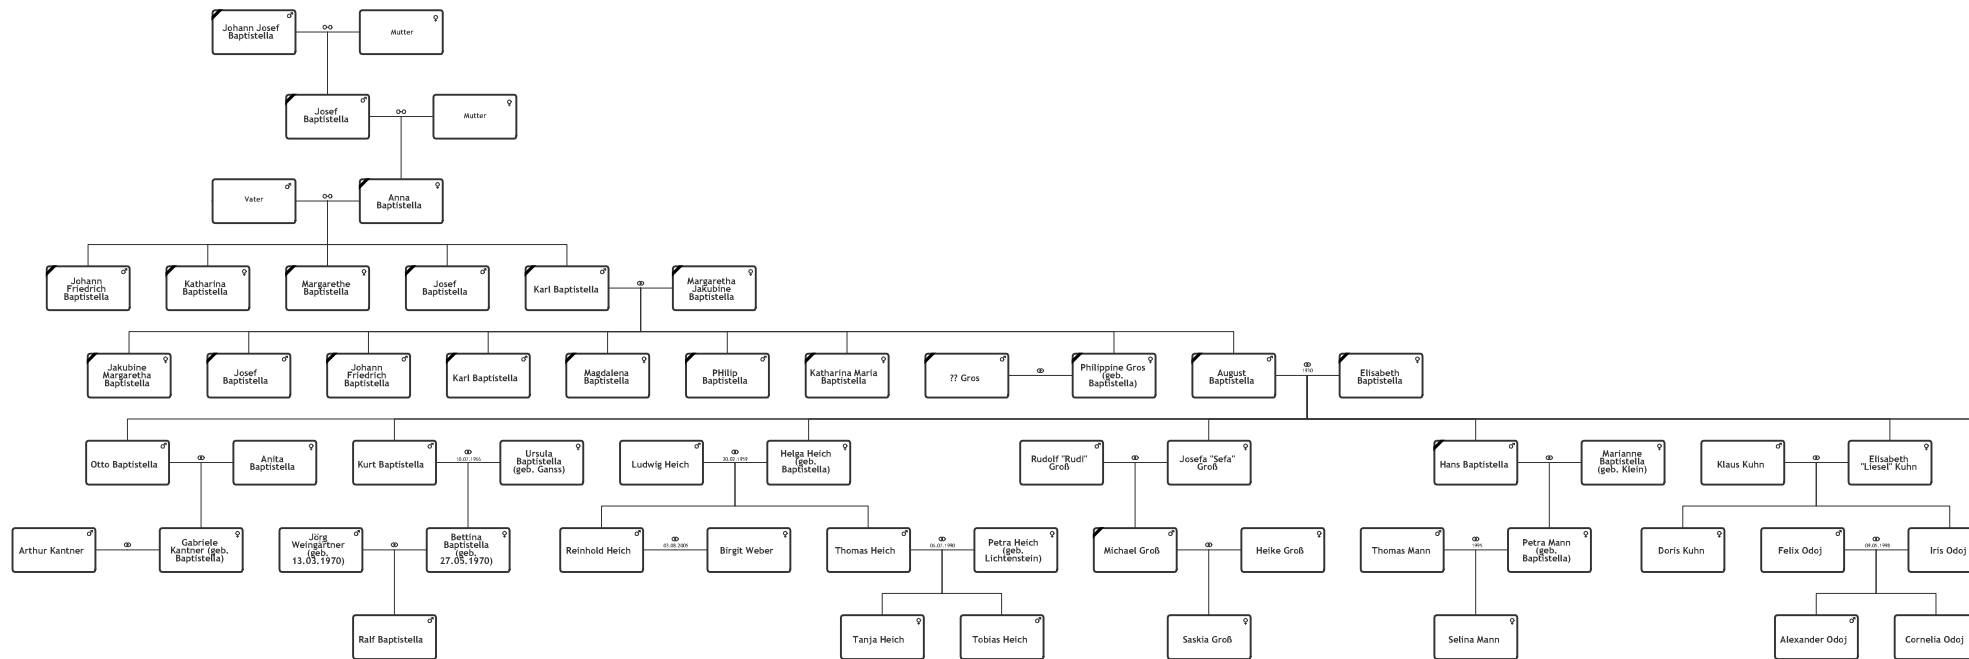 Johann Josef
Baptistella
Mutter
Josef
Baptistella
Mutter
Vater
Anna
Baptistella
Johann
Friedrich
Baptistella
Katharina
Baptistella
Margarethe
Baptistella
Josef
Baptistella
Karl Baptistella
Margaretha
Jakubine
Baptistella
Jakubine
Margaretha
Baptistella
Josef
Baptistella
Johann
Friedrich
Baptistella
Karl Baptistella
Magdalena
Baptistella
PHilip
Baptistella
Katharina Maria
Baptistella
?? Gros
Philippine Gros
(geb.
Baptistella)
August
Baptistella
1930
Elisabeth
Baptistella
Otto Baptistella
Anita
Baptistella
Kurt Baptistella
Ursula
Baptistella
(geb. Ganss)
Ludwig Heich
Helga Heich
(geb.
Baptistella)
Rudolf "Rudi"
Groß
Josefa "Sefa"
Groß
Hans Baptistella
Marianne
Baptistella
(geb. Klein)
Klaus Kuhn
Elisabeth
"Liesel" Kuhn
Arthur Kantner
Gabriele
Kantner (geb.
Baptistella)
Jörg
Weingärtner
(geb.
13.03.1970)
Bettina
Baptistella
(geb.
27.05.1970)
Reinhold Heich
03.08.2005
Birgit Weber
Thomas Heich
Petra Heich
(geb.
Lichtenstein)
Michael Groß
Heike Groß
Thomas Mann
Petra Mann
(geb.
Baptistella)
Doris Kuhn
Felix Odoj
Iris Odoj
Ralf Baptistella
Tanja Heich
Tobias Heich
Saskia Groß
Selina Mann
Alexander Odoj
Cornelia Odoj